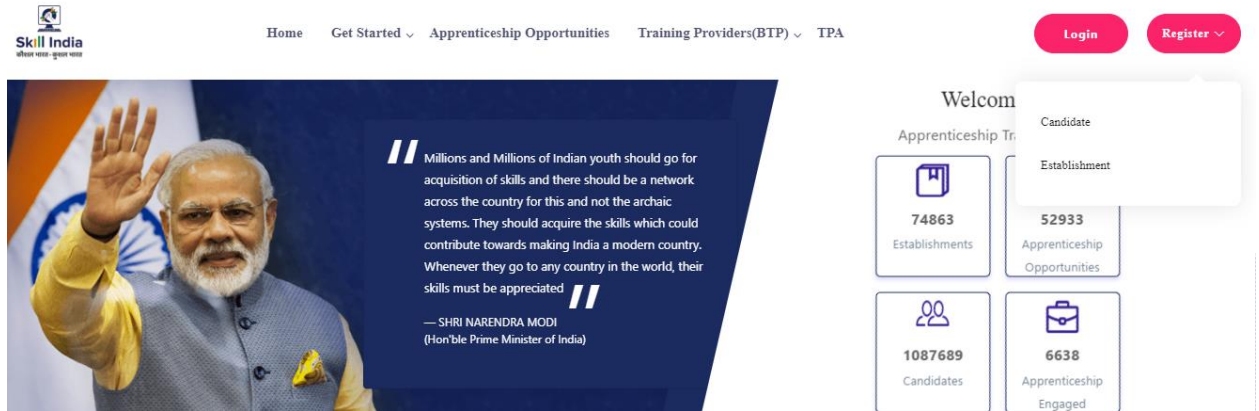 Skill India
कौशल भारत-कुशल भारत
Home Get Started Apprenticeship Opportunities Training Providers(BTP) TPA
Login
Register
Candidate
Establishment
Millions and Millions of Indian youth should go for
acquisition of skills and there should be a network
across the country for this and not the archaic
systems. They should acquire the skills which could
contribute towards making India a modern country.
Whenever they go to any country in the world, their
skills must be appreciated
— SHRI NARENDRA MODI
(Hon'ble Prime Minister of India)
Welcom
Apprenticeship Tr
74863
Establishments
52933
Apprenticeship
Opportunities
1087689
Candidates
6638
Apprenticeship
Engaged